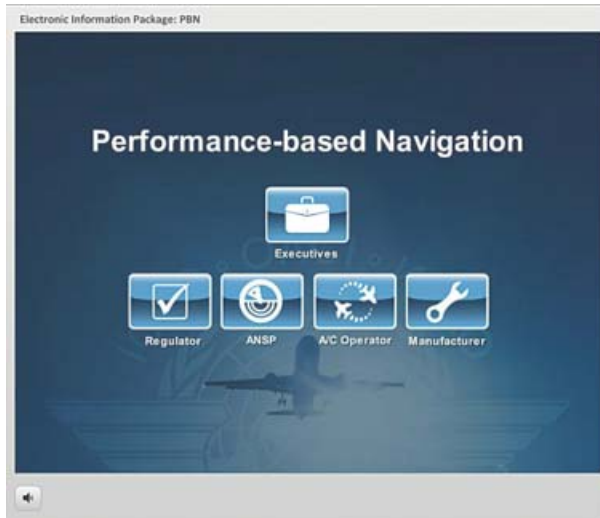 Electronic Information Package: PBN
Performance-based Navigation
Executives
Regulator ANSP A/C Operator Manufacturer